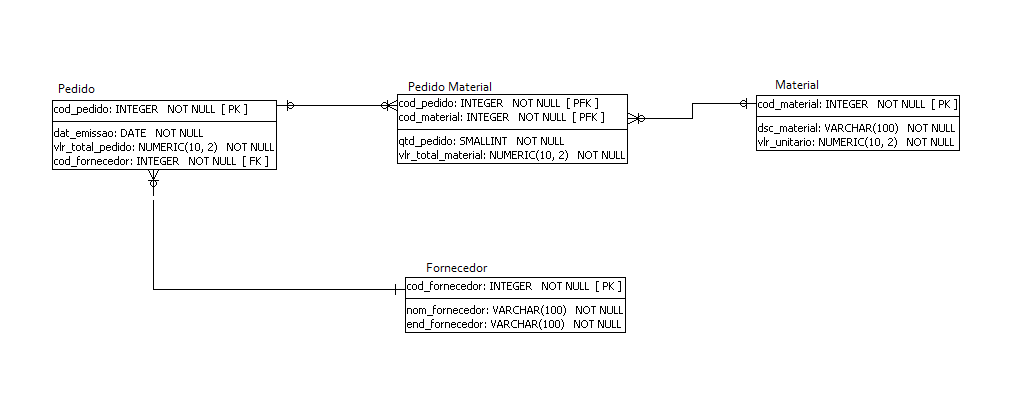 Pedido
cod_pedido: INTEGER NOT NULL [ PK ]
dat_emissao: DATE NOT NULL
vlr_total_pedido: NUMERIC(10, 2) NOT NULL
cod_fornecedor: INTEGER NOT NULL [ FK ]
Pedido Material
cod_pedido: INTEGER NOT NULL [ PFK ]
cod_material: INTEGER NOT NULL [ PFK ]
qtd_pedido: SMALLINT NOT NULL
vlr_total_material: NUMERIC(10, 2) NOT NULL
Material
cod_material: INTEGER NOT NULL [ PK ]
dsc_material: VARCHAR(100) NOT NULL
vlr_unitario: NUMERIC(10, 2) NOT NULL
Fornecedor
cod_fornecedor: INTEGER NOT NULL [ PK ]
nom_fornecedor: VARCHAR(100) NOT NULL
end_fornecedor: VARCHAR(100) NOT NULL